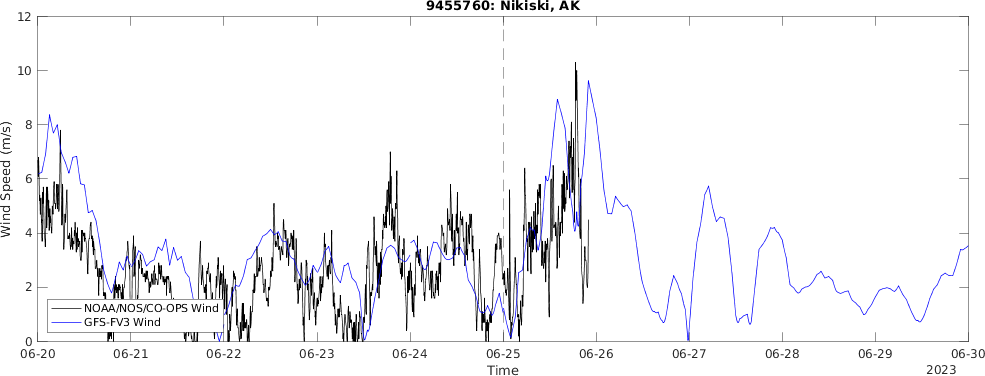 9455760: Nikiski, AK
Wind Speed (m/s)
12
10
8
6
4
2
0
NOAA/NOS/CO-OPS Wind
GFS-FV3 Wind
06-20 06-21 06-22 06-23 06-24 06-25 06-26 06-27 06-28 06-29 06-30
Time
2023